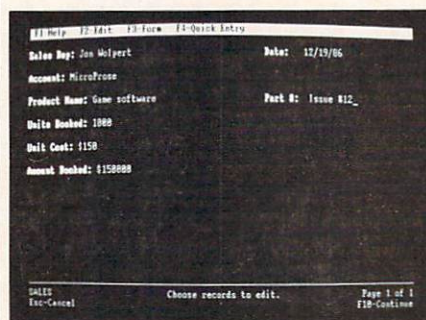 F1-Help F2-Edit F3-Form F4-Quick Entry
Sales Rep: Jon Wolpert Date: 12/19/86
Account: MicroProse
Product Name: Game software Part #: Issue #12_
Units Booked: 1000
Unit Cost: $150
Amount Booked: $150000
SALES Choose records to edit. Page 1 of 1
Esc-Cancel F10-Continue